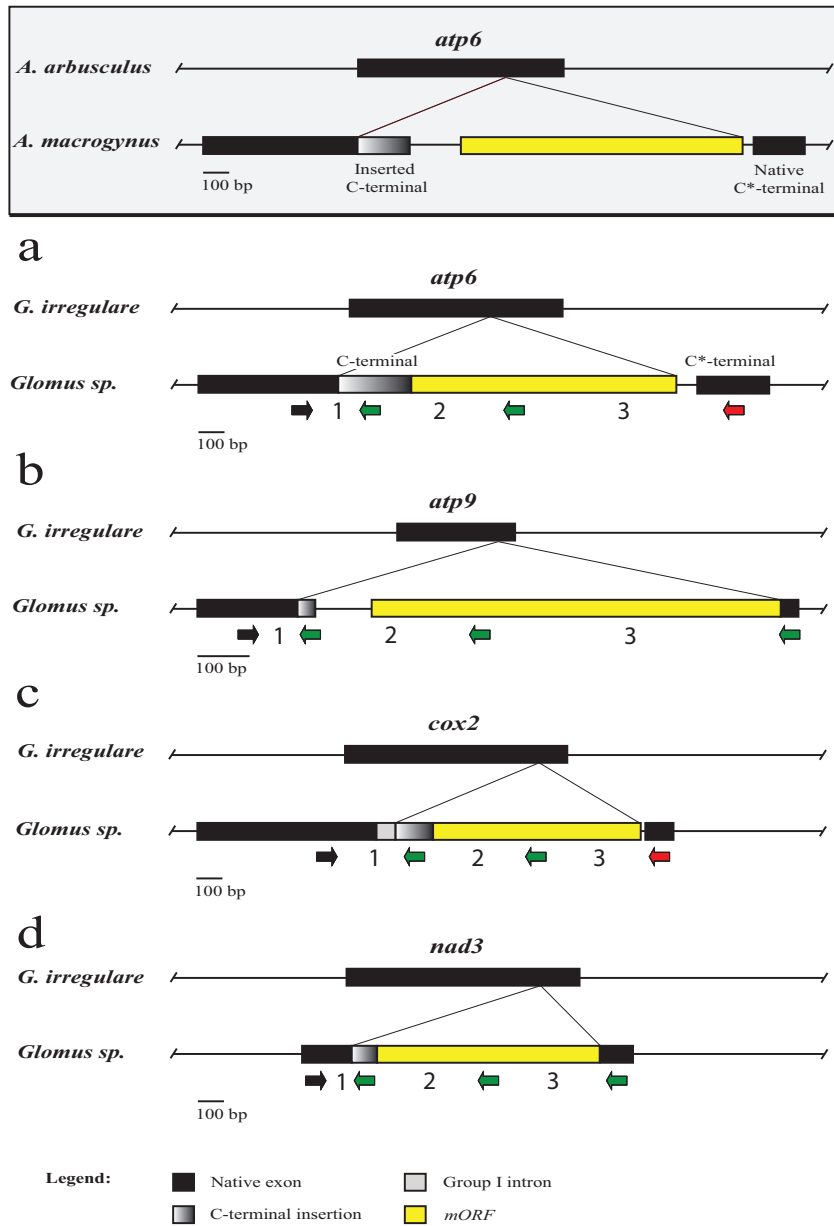 atp6
A. arbusculus
A. macrogynus
100 bp
Inserted
C-terminal
Native
C*-terminal
a
atp6
G. irregulare
C-terminal
C*-terminal
Glomus sp.
1 2 3
100 bp
b
atp9
G. irregulare
Glomus sp.
1 2 3
100 bp
c
cox2
G. irregulare
Glomus sp.
1 2 3
100 bp
d
nad3
G. irregulare
Glomus sp.
1 2 3
100 bp
Legend:
Native exon
Group I intron
C-terminal insertion
mORF